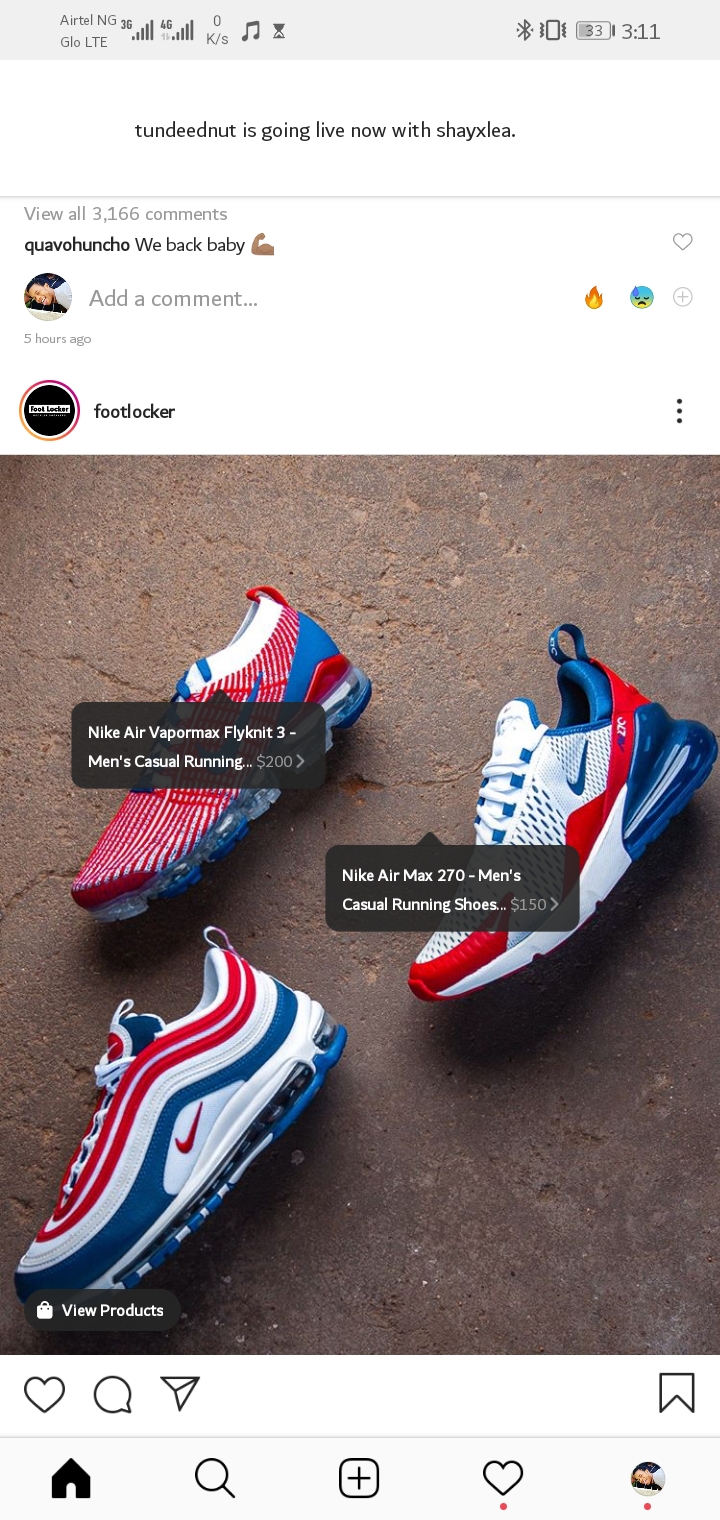 Airtel NG 3G 4G 0 33 3:11
Glo LTE K/s
tundeednut is going live now with shayxlea.
View all 3,166 comments
quavohuncho We back baby 💪🏽
Add a comment... 🔥 😰
5 hours ago
Foot Locker
footlocker
Nike Air Vapormax Flyknit 3 -
Men's Casual Running... $200
Nike Air Max 270 - Men's
Casual Running Shoes... $150
View Products